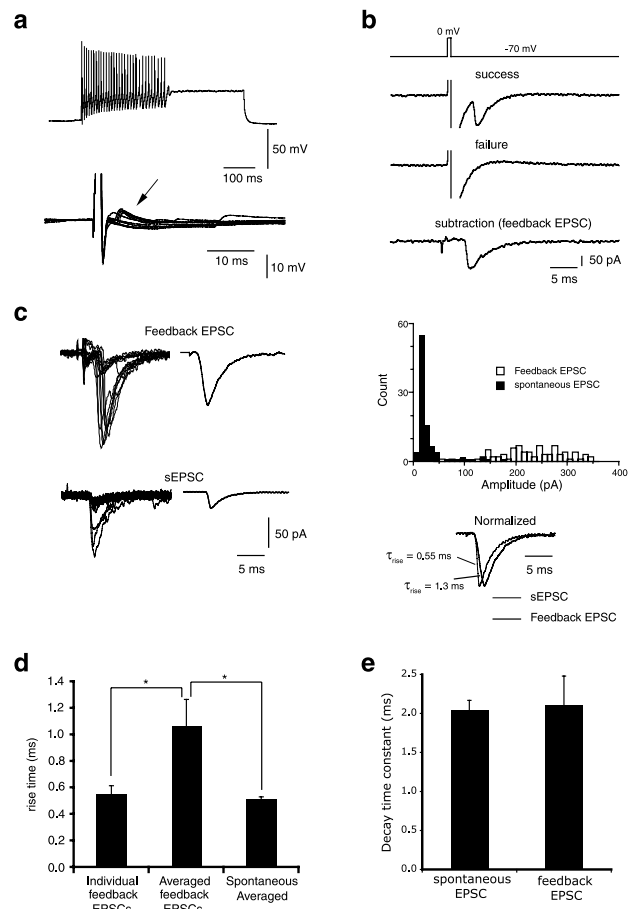 a
50 mV
100 ms
10 ms
10 mV
b
0 mV
-70 mV
success
failure
subtraction (feedback EPSC)
50 pA
5 ms
c
Feedback EPSC
sEPSC
50 pA
5 ms
60
30
0
Count
Feedback EPSC
spontaneous EPSC
0 100 200 300 400
Amplitude (pA)
Normalized
τrise = 0.55 ms
τrise = 1.3 ms
5 ms
sEPSC
Feedback EPSC
d
1.4
1.2
1.0
0.8
0.6
0.4
0.2
0.0
rise time (ms)
* *
Individual
feedback
EPSCs
Averaged
feedback
EPSCs
Spontaneous
Averaged
e
2.5
2.0
1.5
1.0
0.5
0.0
Decay time constant (ms)
spontaneous
EPSC
feedback
EPSC